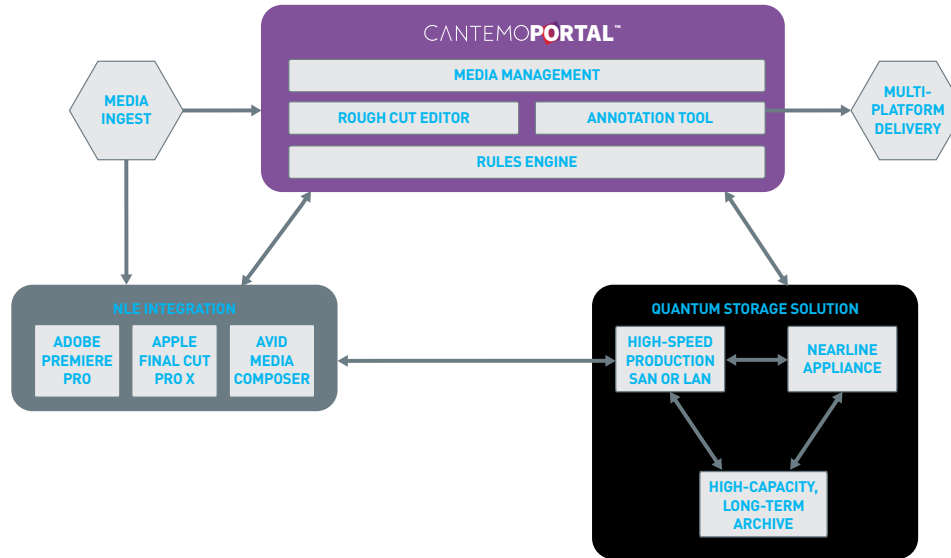 CANTEMOPORTAL™
MEDIA MANAGEMENT
MEDIA
INGEST
ROUGH CUT EDITOR
ANNOTATION TOOL
MULTI-
PLATFORM
DELIVERY
RULES ENGINE
NLE INTEGRATION
ADOBE
PREMIERE
PRO
APPLE
FINAL CUT
PRO X
AVID
MEDIA
COMPOSER
QUANTUM STORAGE SOLUTION
HIGH-SPEED
PRODUCTION
SAN OR LAN
NEARLINE
APPLIANCE
HIGH-CAPACITY,
LONG-TERM
ARCHIVE